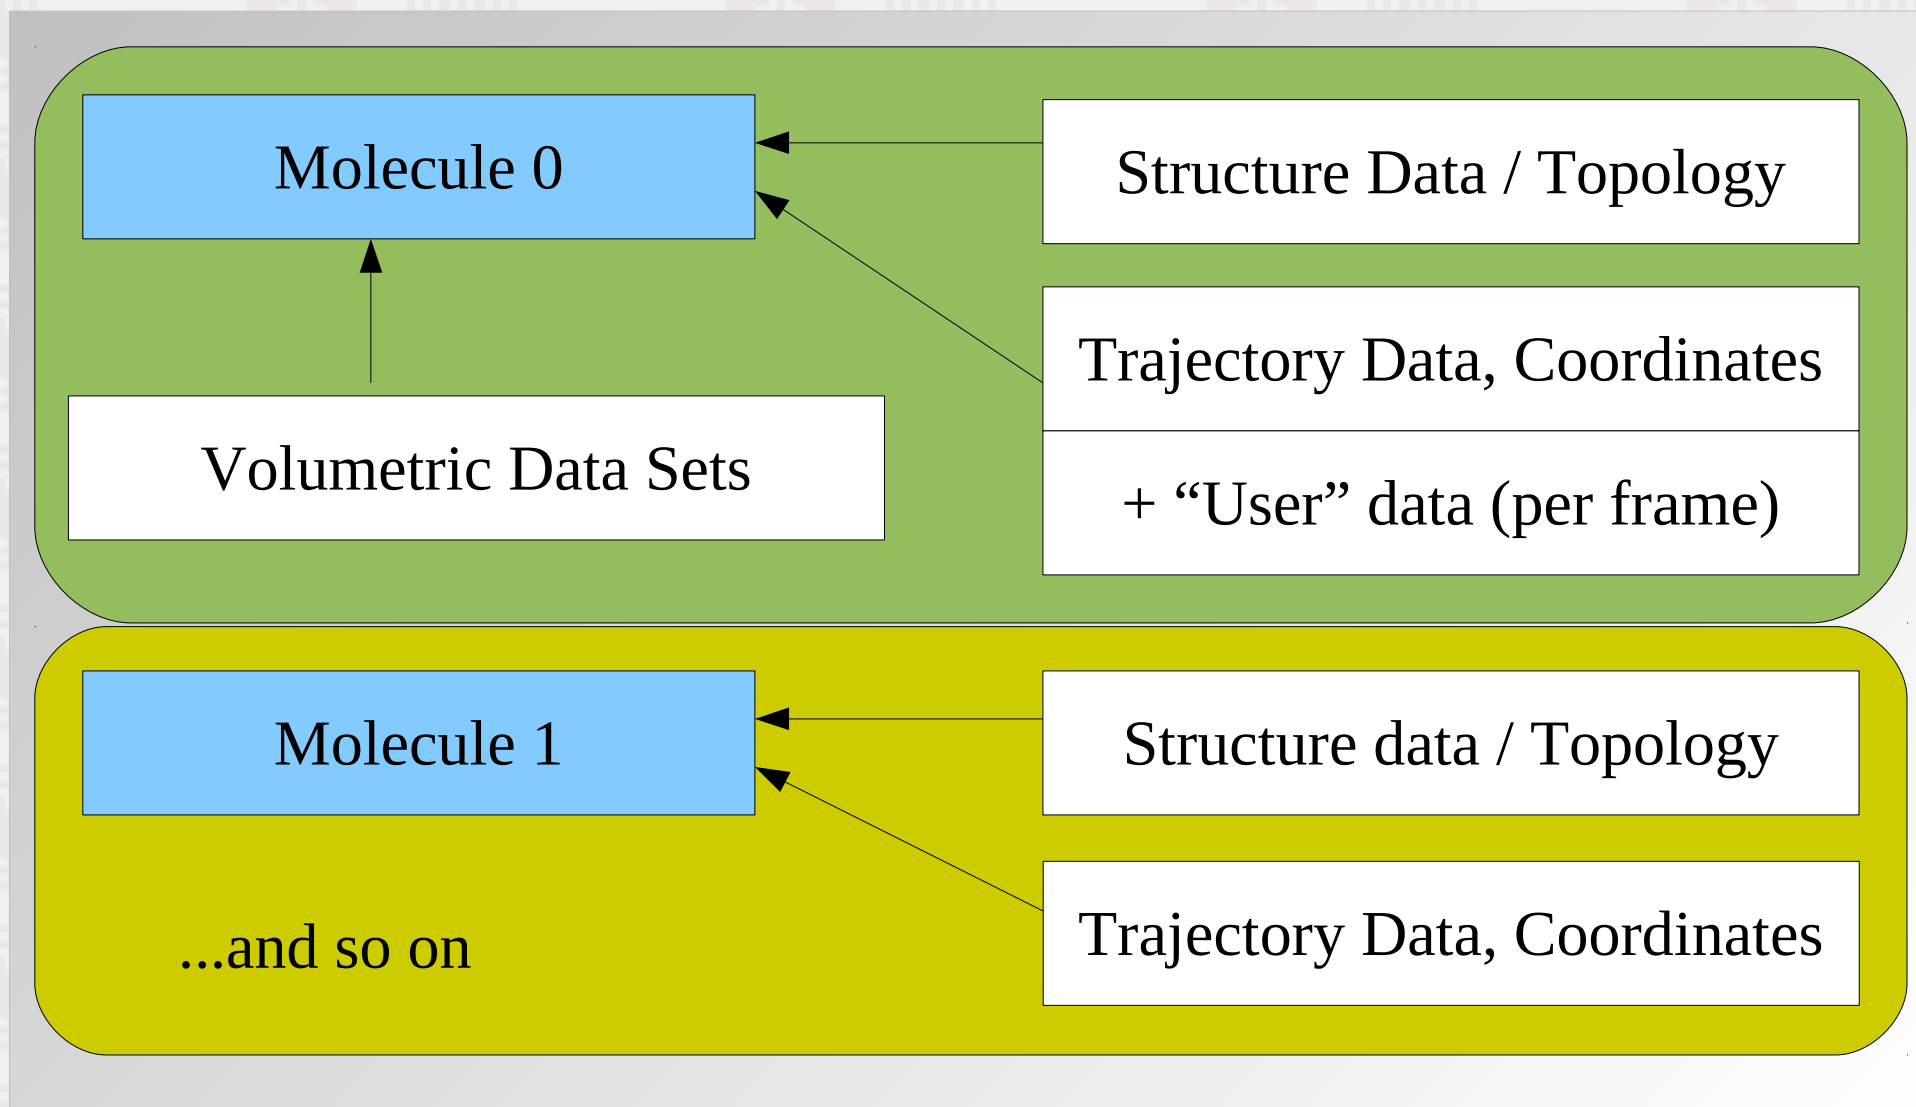 Molecule 0
Structure Data / Topology
Trajectory Data, Coordinates
Volumetric Data Sets
+ “User” data (per frame)
Molecule 1
Structure data / Topology
Trajectory Data, Coordinates
...and so on